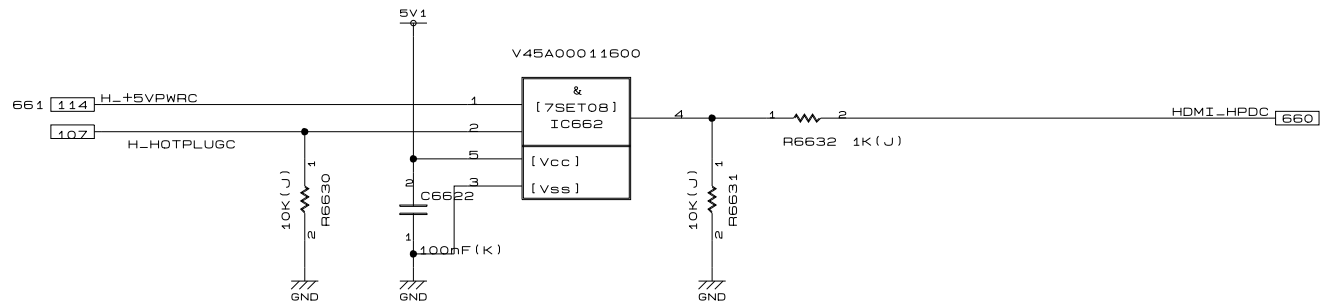 5V1
V45A00011600
&
[7SET08]
IC662
661 114 H_+5VPWRC 1
107 H_HOTPLUGC 2
4
1 R6632 1K(J) 2
HDMI_HPDC 660
5 [Vcc]
3 [Vss]
1 10K(J) R6630 2
2 C6622
1 100nF(K)
1 10K(J) R6631 2
GND
GND
GND